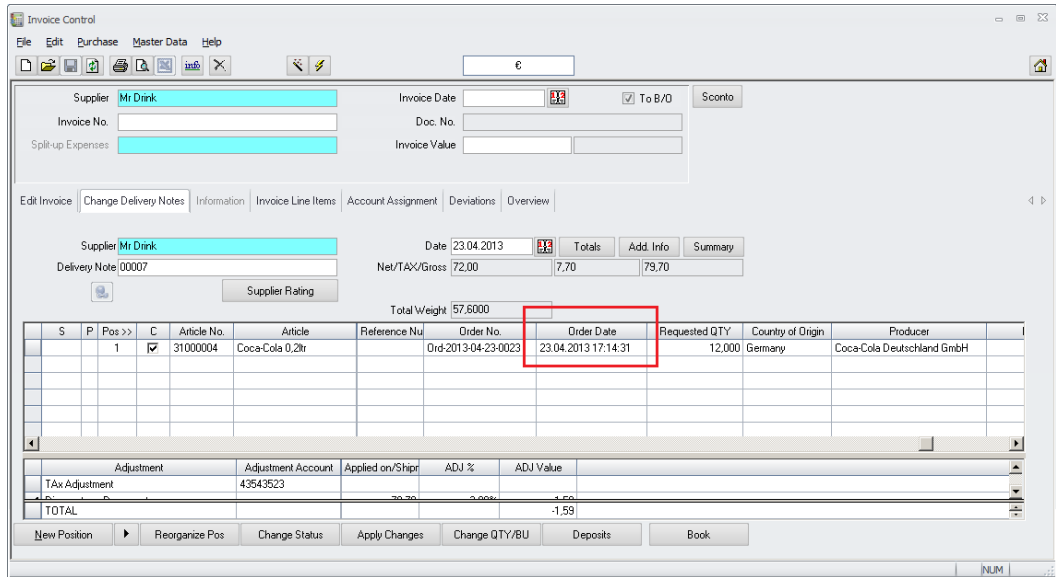 Invoice Control
File Edit Purchase Master Data Help
info €
Supplier Mr Drink Invoice Date To B/O Sconto
Invoice No. Doc. No.
Split-up Expenses Invoice Value
Edit Invoice Change Delivery Notes Information Invoice Line Items Account Assignment Deviations Overview
Supplier Mr Drink Date 23.04.2013 Totals Add. Info Summary
Delivery Note 00007 Net/TAX/Gross 72,00 7,70 79,70
Supplier Rating
Total Weight 57,6000
S P Pos >> C Article No. Article Reference Nu Order No. Order Date Requested QTY Country of Origin Producer
1 31000004 Coca-Cola 0,2ltr Ord-2013-04-23-0023 23.04.2013 17:14:31 12,000 Germany Coca-Cola Deutschland GmbH
Adjustment Adjustment Account Applied on/Shipr ADJ % ADJ Value
TAx Adjustment 43543523
TOTAL -1,59
New Position Reorganize Pos Change Status Apply Changes Change QTY/BU Deposits Book
NUM